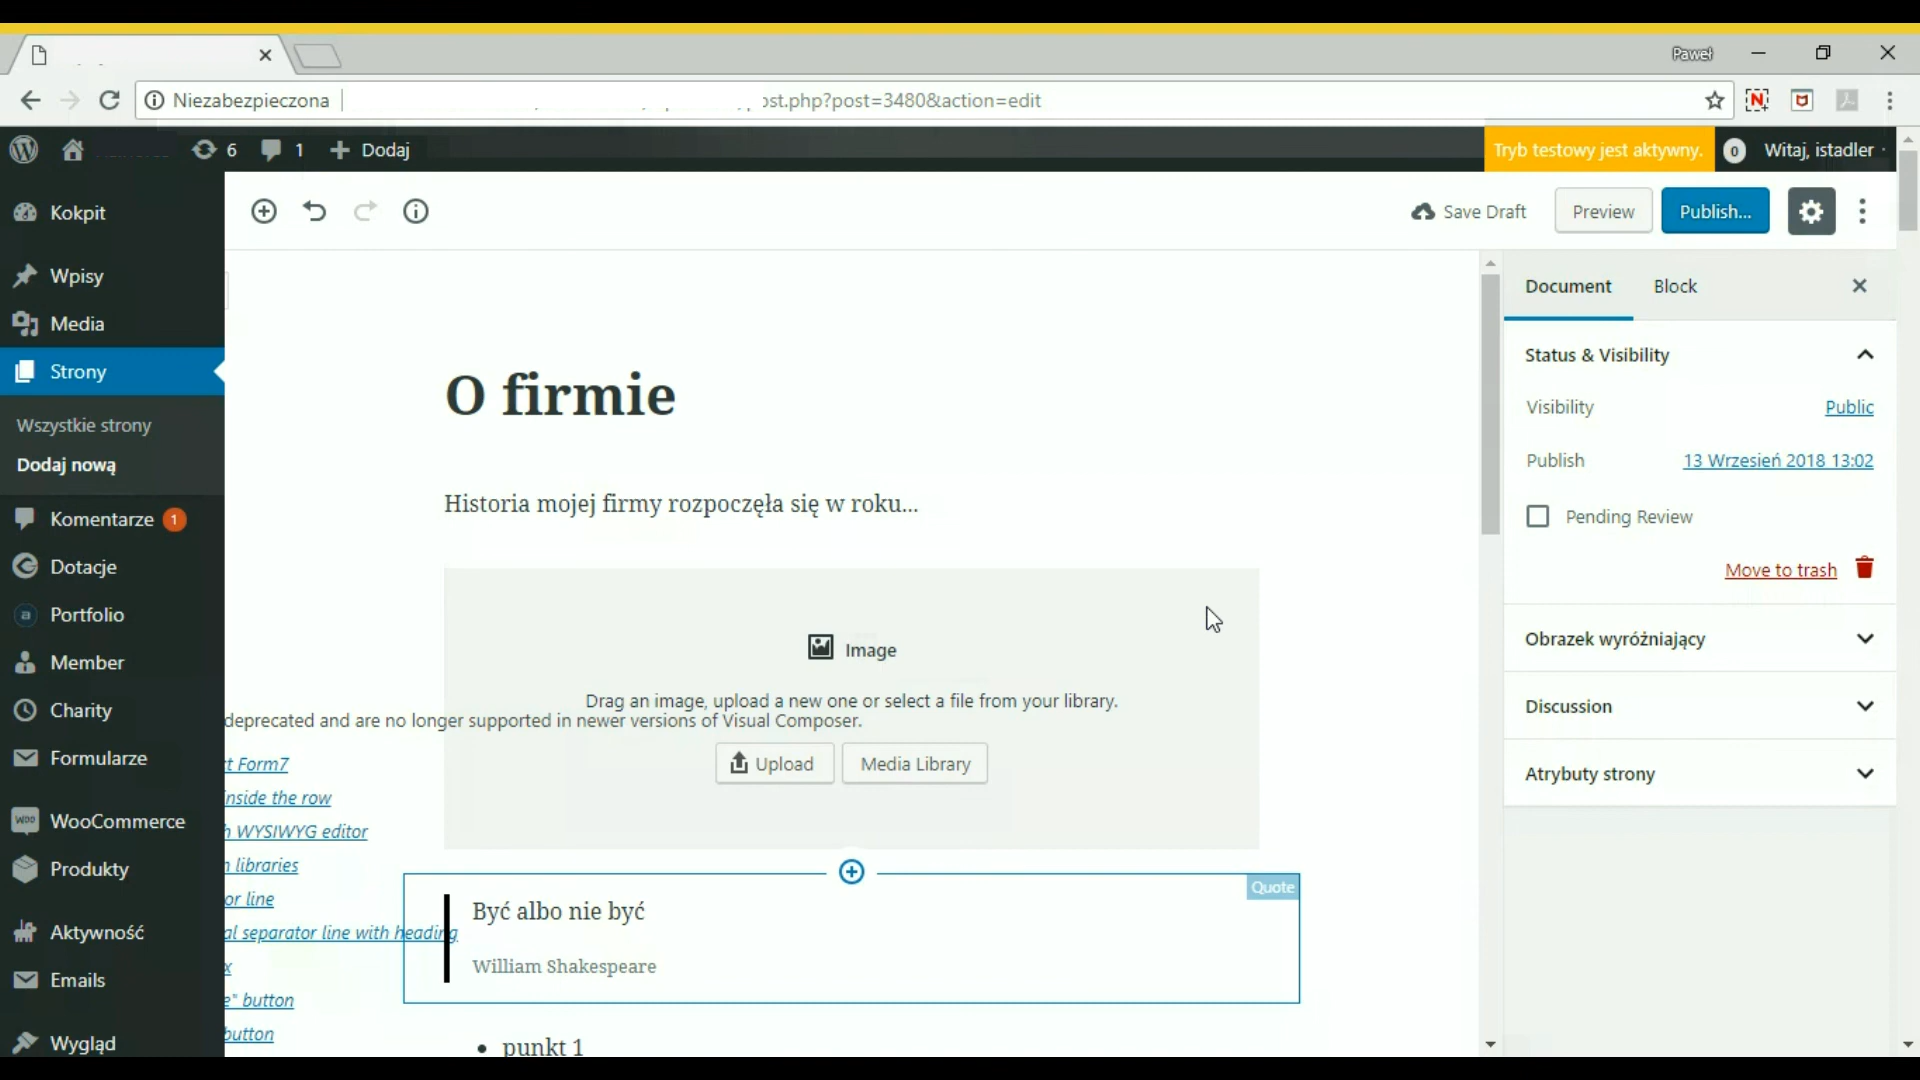 Paweł
Niezabezpieczona
ost.php?post=3480&action=edit
6
1
Dodaj
Tryb testowy jest aktywny.
0
Witaj, istadler
Kokpit
Wpisy
Media
Strony
Wszystkie strony
Dodaj nową
Komentarze 1
Dotacje
Portfolio
Member
Charity
Formularze
WooCommerce
Produkty
Aktywność
Emails
Wygląd
Save Draft
Preview
Publish...
O firmie
Historia mojej firmy rozpoczęła się w roku...
Image
Drag an image, upload a new one or select a file from your library.
deprecated and are no longer supported in newer versions of Visual Composer.
Upload
Media Library
t Form7
inside the row
h WYSIWYG editor
n libraries
or line
al separator line with heading
x
e" button
button
Quote
Być albo nie być
William Shakespeare
• punkt 1
Document
Block
Status & Visibility
Visibility
Public
Publish
13 Wrzesień 2018 13:02
Pending Review
Move to trash
Obrazek wyróżniający
Discussion
Atrybuty strony